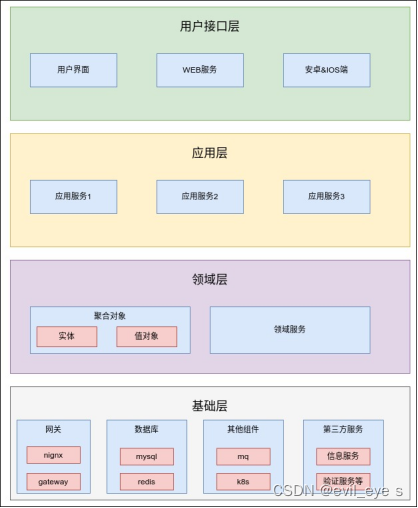 用户接口层
用户界面
WEB服务
安卓&IOS端
应用层
应用服务1
应用服务2
应用服务3
领域层
聚合对象
实体
值对象
领域服务
基础层
网关
数据库
其他组件
第三方服务
nignx
mysql
mq
信息服务
gateway
redis
k8s
验证服务等
CSDN @evil_eye s